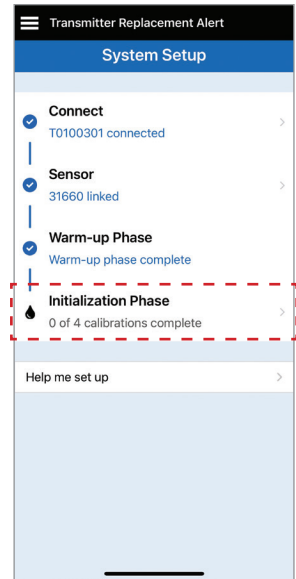 Transmitter Replacement Alert
System Setup
Connect
T0100301 connected
Sensor
31660 linked
Warm-up Phase
Warm-up phase complete
Initialization Phase
0 of 4 calibrations complete
Help me set up